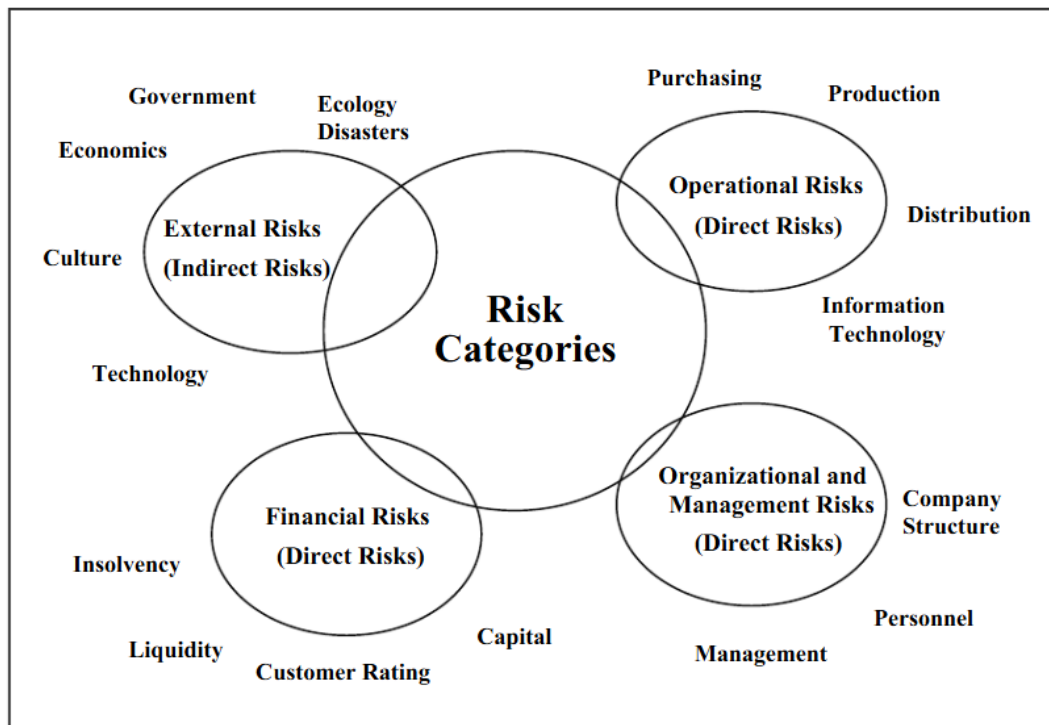 Government
Ecology
Disasters
Economics
External Risks
(Indirect Risks)
Culture
Technology
Purchasing
Production
Operational Risks
(Direct Risks)
Distribution
Information
Technology
Risk
Categories
Financial Risks
(Direct Risks)
Insolvency
Liquidity
Customer Rating
Capital
Organizational and
Management Risks
(Direct Risks)
Company
Structure
Personnel
Management